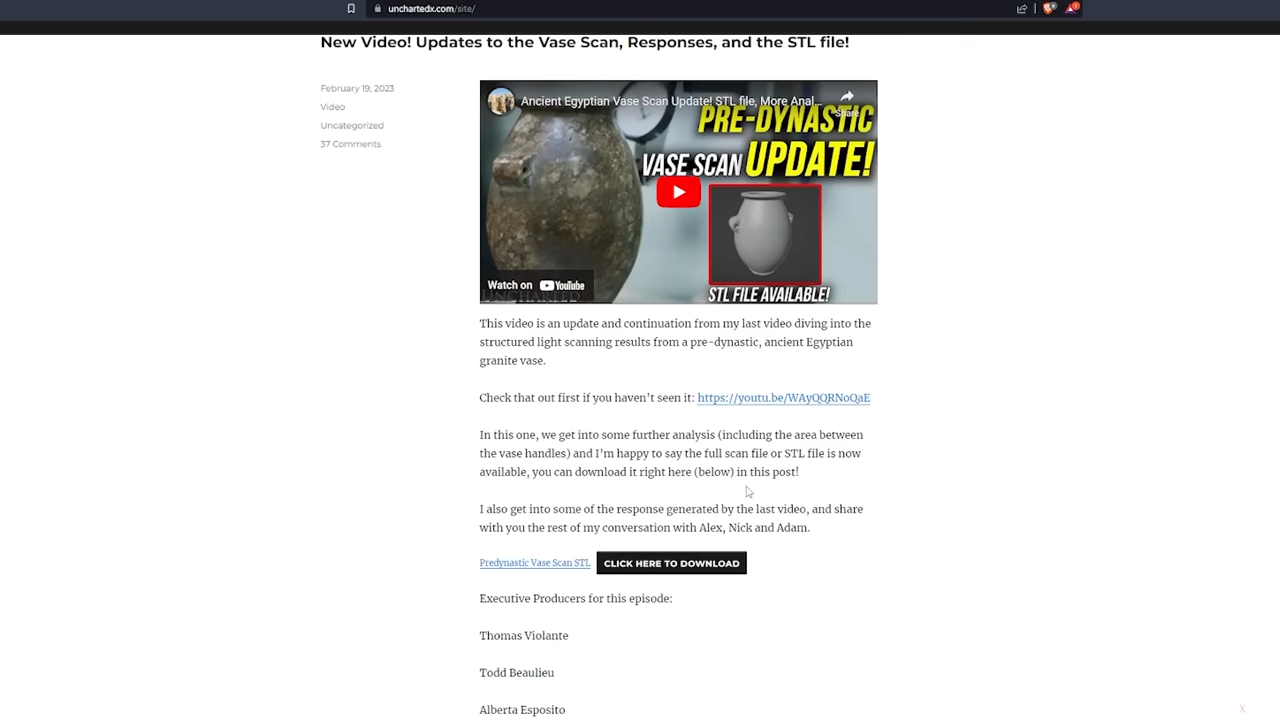 unchartedx.com/site/
New Video! Updates to the Vase Scan, Responses, and the STL file!
February 19, 2023
Video
Uncategorized
37 Comments
Ancient Egyptian Vase Scan Update! STL file, More Anal...
Share
PRE-DYNASTIC
VASE SCAN UPDATE!
Watch on YouTube
UNCHARTED
STL FILE AVAILABLE!
This video is an update and continuation from my last video diving into the
structured light scanning results from a pre-dynastic, ancient Egyptian
granite vase.
Check that out first if you haven't seen it: https://youtu.be/WAyQQRNoQaE
In this one, we get into some further analysis (including the area between
the vase handles) and I'm happy to say the full scan file or STL file is now
available, you can download it right here (below) in this post!
I also get into some of the response generated by the last video, and share
with you the rest of my conversation with Alex, Nick and Adam.
Predynastic Vase Scan STL CLICK HERE TO DOWNLOAD
Executive Producers for this episode:
Thomas Violante
Todd Beaulieu
Alberta Esposito
X